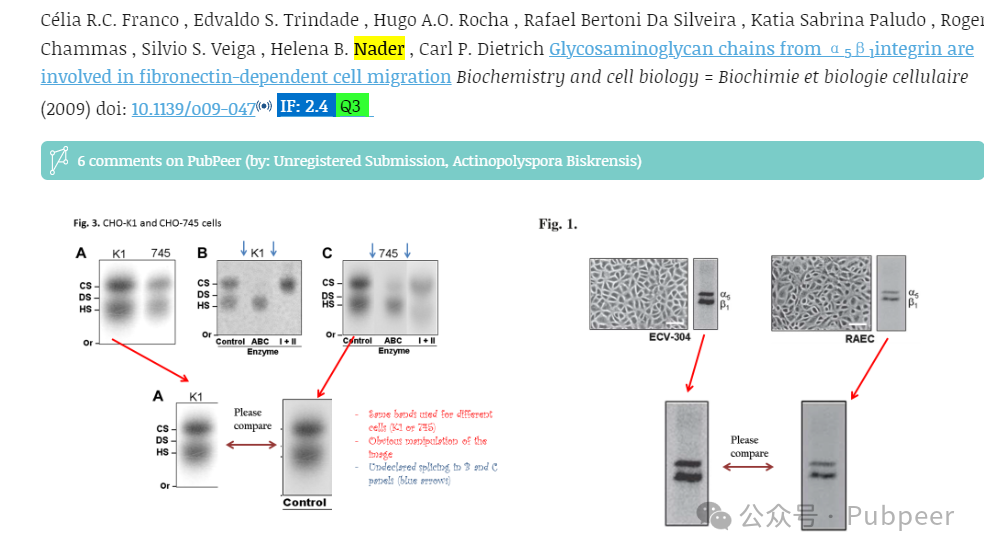 Célia R.C. Franco , Edvaldo S. Trindade , Hugo A.O. Rocha , Rafael Bertoni Da Silveira , Katia Sabrina Paludo , Roger
Chammas , Silvio S. Veiga , Helena B. Nader , Carl P. Dietrich Glycosaminoglycan chains from α5β1integrin are
involved in fibronectin-dependent cell migration Biochemistry and cell biology = Biochimie et biologie cellulaire
(2009) doi: 10.1139/o09-047 IF: 2.4 Q3
6 comments on PubPeer (by: Unregistered Submission, Actinopolyspora Biskrensis)
Fig. 3. CHO-K1 and CHO-745 cells
A K1 745
CS
DS
HS
Or
B K1
CS
DS
HS
Or
Control ABC I + II
Enzyme
C 745
CS
DS
HS
Or
Control ABC I + II
Enzyme
A K1
CS
DS
HS
Or
Please
compare
Control
- Same bands used for different
cells (K1 or 745)
- Obvious manipulation of the
image
- Undeclared splicing in B and C
panels (blue arrows)
Fig. 1.
α5
β1
ECV-304
α5
β1
RAEC
Please
compare
公众号 · Pubpeer